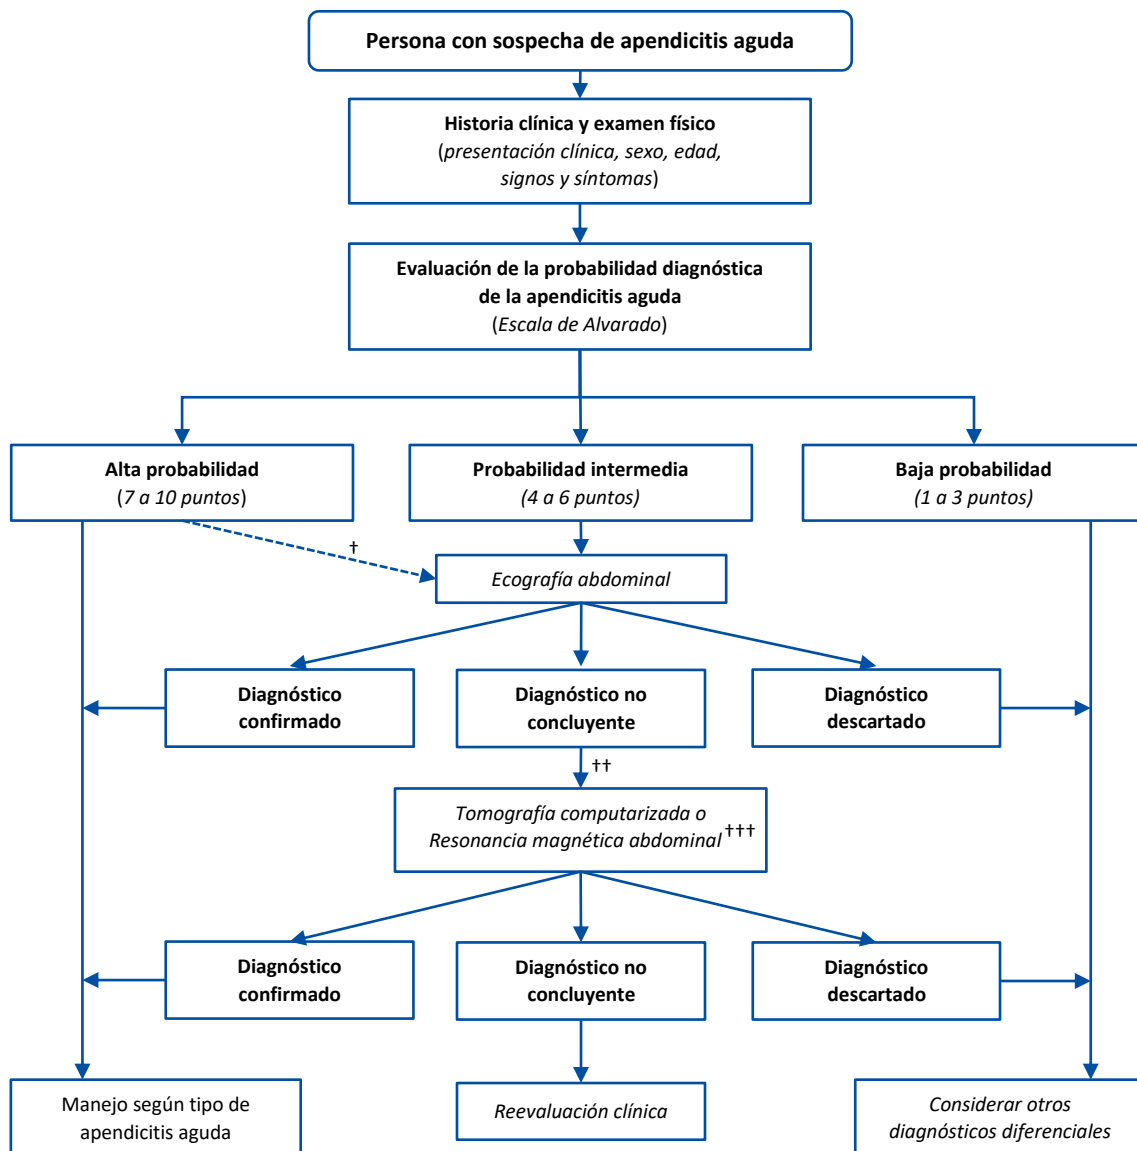 Persona con sospecha de apendicitis aguda
Historia clínica y examen físico
(presentación clínica, sexo, edad,
signos y síntomas)
Evaluación de la probabilidad diagnóstica
de la apendicitis aguda
(Escala de Alvarado)
Alta probabilidad
(7 a 10 puntos)
Probabilidad intermedia
(4 a 6 puntos)
Baja probabilidad
(1 a 3 puntos)
†
Ecografía abdominal
Diagnóstico
confirmado
Diagnóstico no
concluyente
Diagnóstico
descartado
††
Tomografía computarizada o
Resonancia magnética abdominal†††
Diagnóstico
confirmado
Diagnóstico no
concluyente
Diagnóstico
descartado
Manejo según tipo de
apendicitis aguda
Reevaluación clínica
Considerar otros
diagnósticos diferenciales